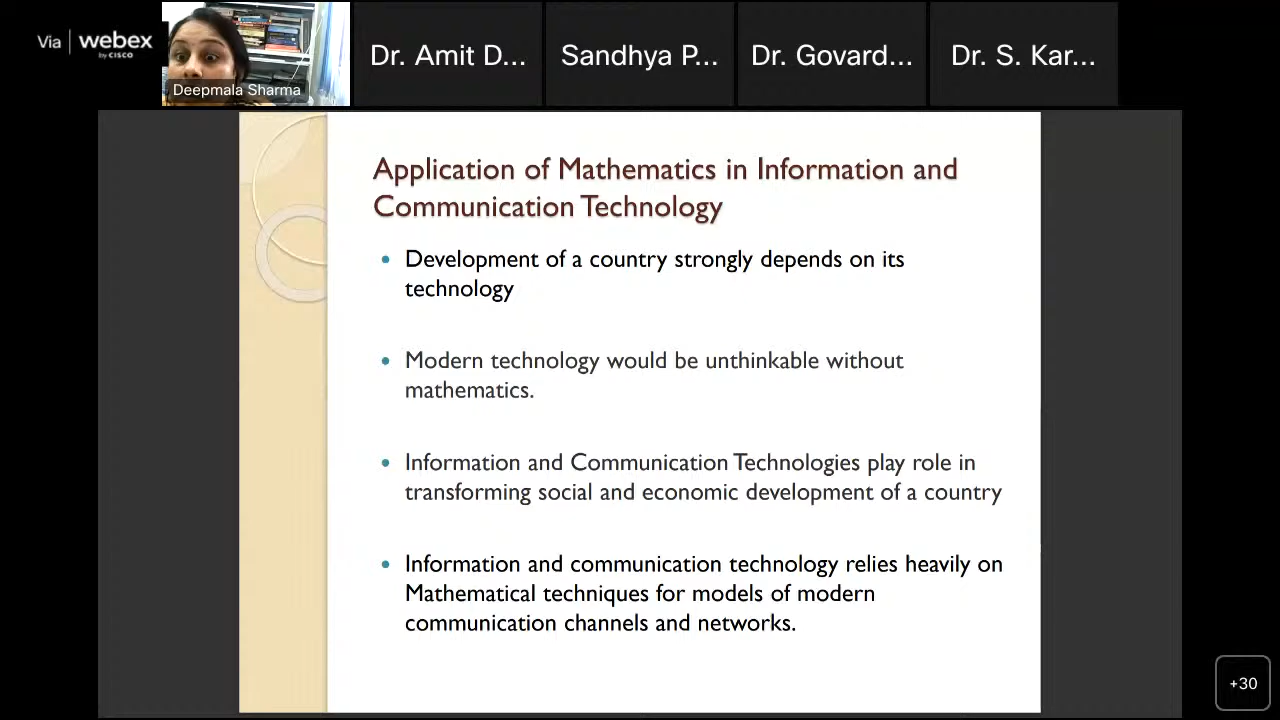 Via webex
by CISCO
Deepmala Sharma
Dr. Amit D...
Sandhya P...
Dr. Govard...
Dr. S. Kar...
Application of Mathematics in Information and
Communication Technology
• Development of a country strongly depends on its
technology
• Modern technology would be unthinkable without
mathematics.
• Information and Communication Technologies play role in
transforming social and economic development of a country
• Information and communication technology relies heavily on
Mathematical techniques for models of modern
communication channels and networks.
+30